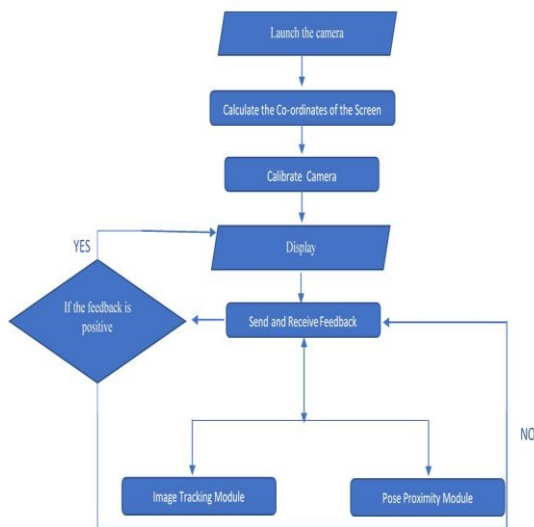 Launch the camera
Calculate the Co-ordinates of the Screen
Calibrate Camera
YES
Display
If the feedback is
positive
Send and Receive Feedback
NO
Image Tracking Module
Pose Proximity Module